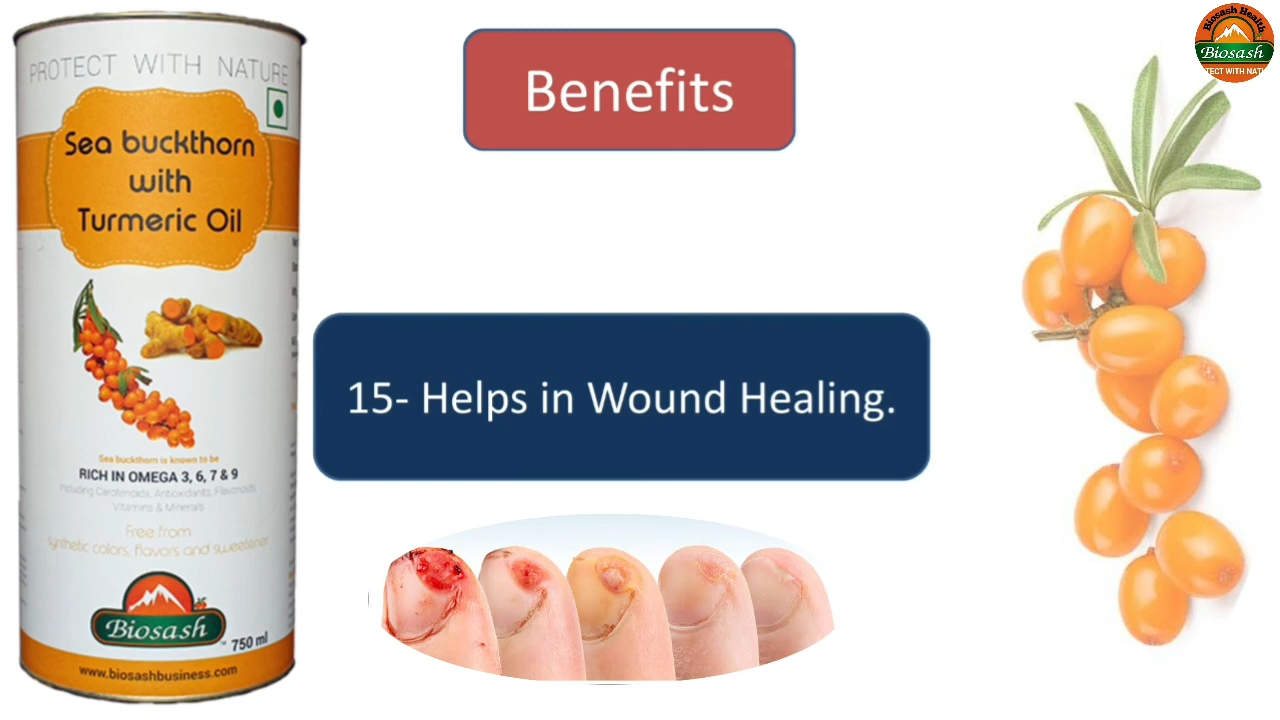 PROTECT WITH NATURE
Sea buckthorn
with
Turmeric Oil
Sea buckthorn is known to be
RICH IN OMEGA 3, 6, 7 & 9
Including Carotenoids, Antioxidants, Flavonoids,
Vitamins & Minerals
Free from
synthetic colors, flavors and sweetener
Biosash
750 ml
www.biosashbusiness.com
Benefits
15- Helps in Wound Healing.
Biosash Health
Biosash
TECT WITH NAT